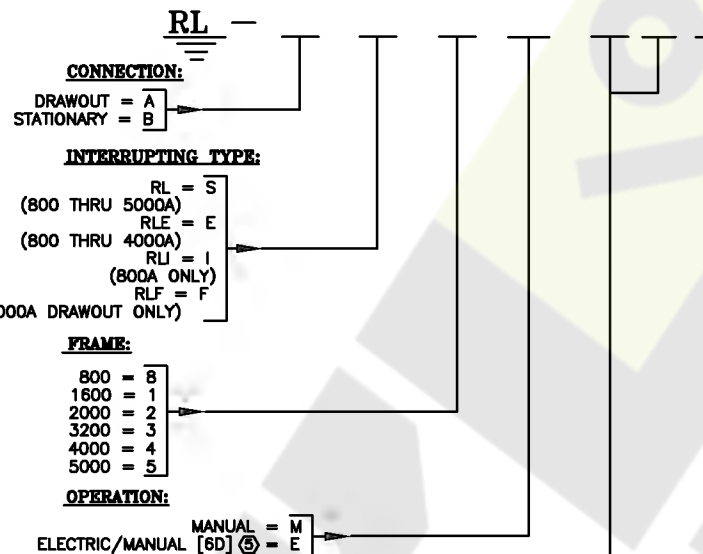 RL -
CONNECTION:
DRAWOUT = A
STATIONARY = B
INTERRUPTING TYPE:
RL = S
(800 THRU 5000A)
RLE = E
(800 THRU 4000A)
RLI = I
(800A ONLY)
RLF = F
000A DRAWOUT ONLY)
FRAME:
800 = 8
1600 = 1
2000 = 2
3200 = 3
4000 = 4
5000 = 5
OPERATION:
MANUAL = M
ELECTRIC/MANUAL [6D] 5 = E